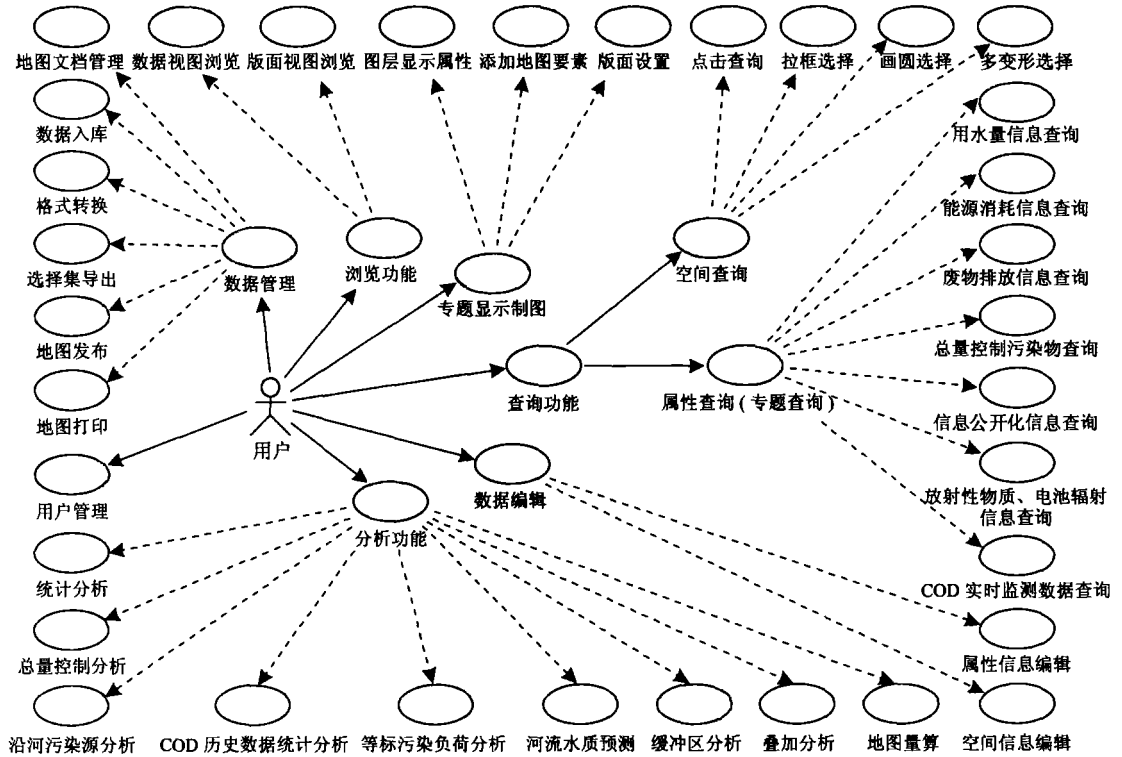 地图文档管理
数据视图浏览
版面视图浏览
图层显示属性
添加地图要素
版面设置
点击查询
拉框选择
画圆选择
多变形选择
数据入库
用水量信息查询
格式转换
能源消耗信息查询
选择集导出
数据管理
浏览功能
专题显示制图
空间查询
废物排放信息查询
地图发布
总量控制污染物查询
地图打印
用户
查询功能
属性查询(专题查询)
信息公开化信息查询
用户管理
数据编辑
放射性物质、电池辐射
信息查询
分析功能
统计分析
COD 实时监测数据查询
总量控制分析
属性信息编辑
沿河污染源分析
COD 历史数据统计分析
等标污染负荷分析
河流水质预测
缓冲区分析
叠加分析
地图量算
空间信息编辑